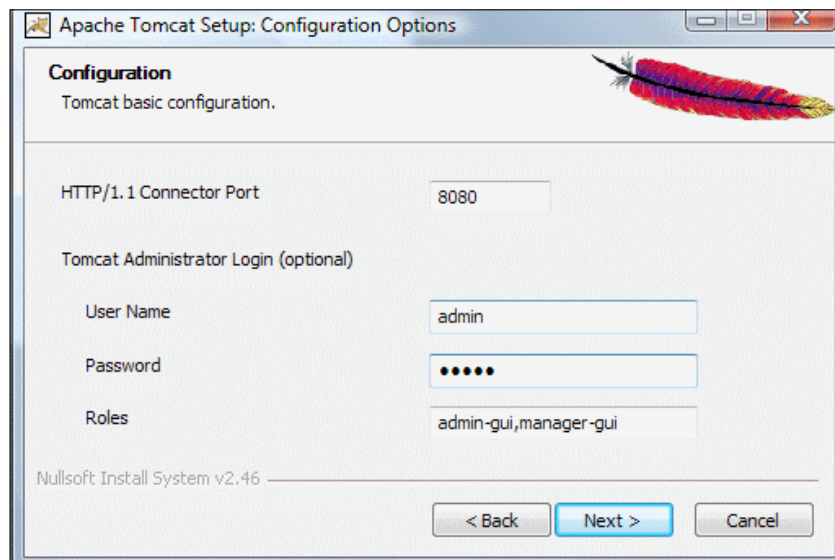 Apache Tomcat Setup: Configuration Options
Configuration
Tomcat basic configuration.
HTTP/1.1 Connector Port 8080
Tomcat Administrator Login (optional)
User Name admin
Password •••••
Roles admin-gui,manager-gui
Nullsoft Install System v2.46
< Back Next > Cancel